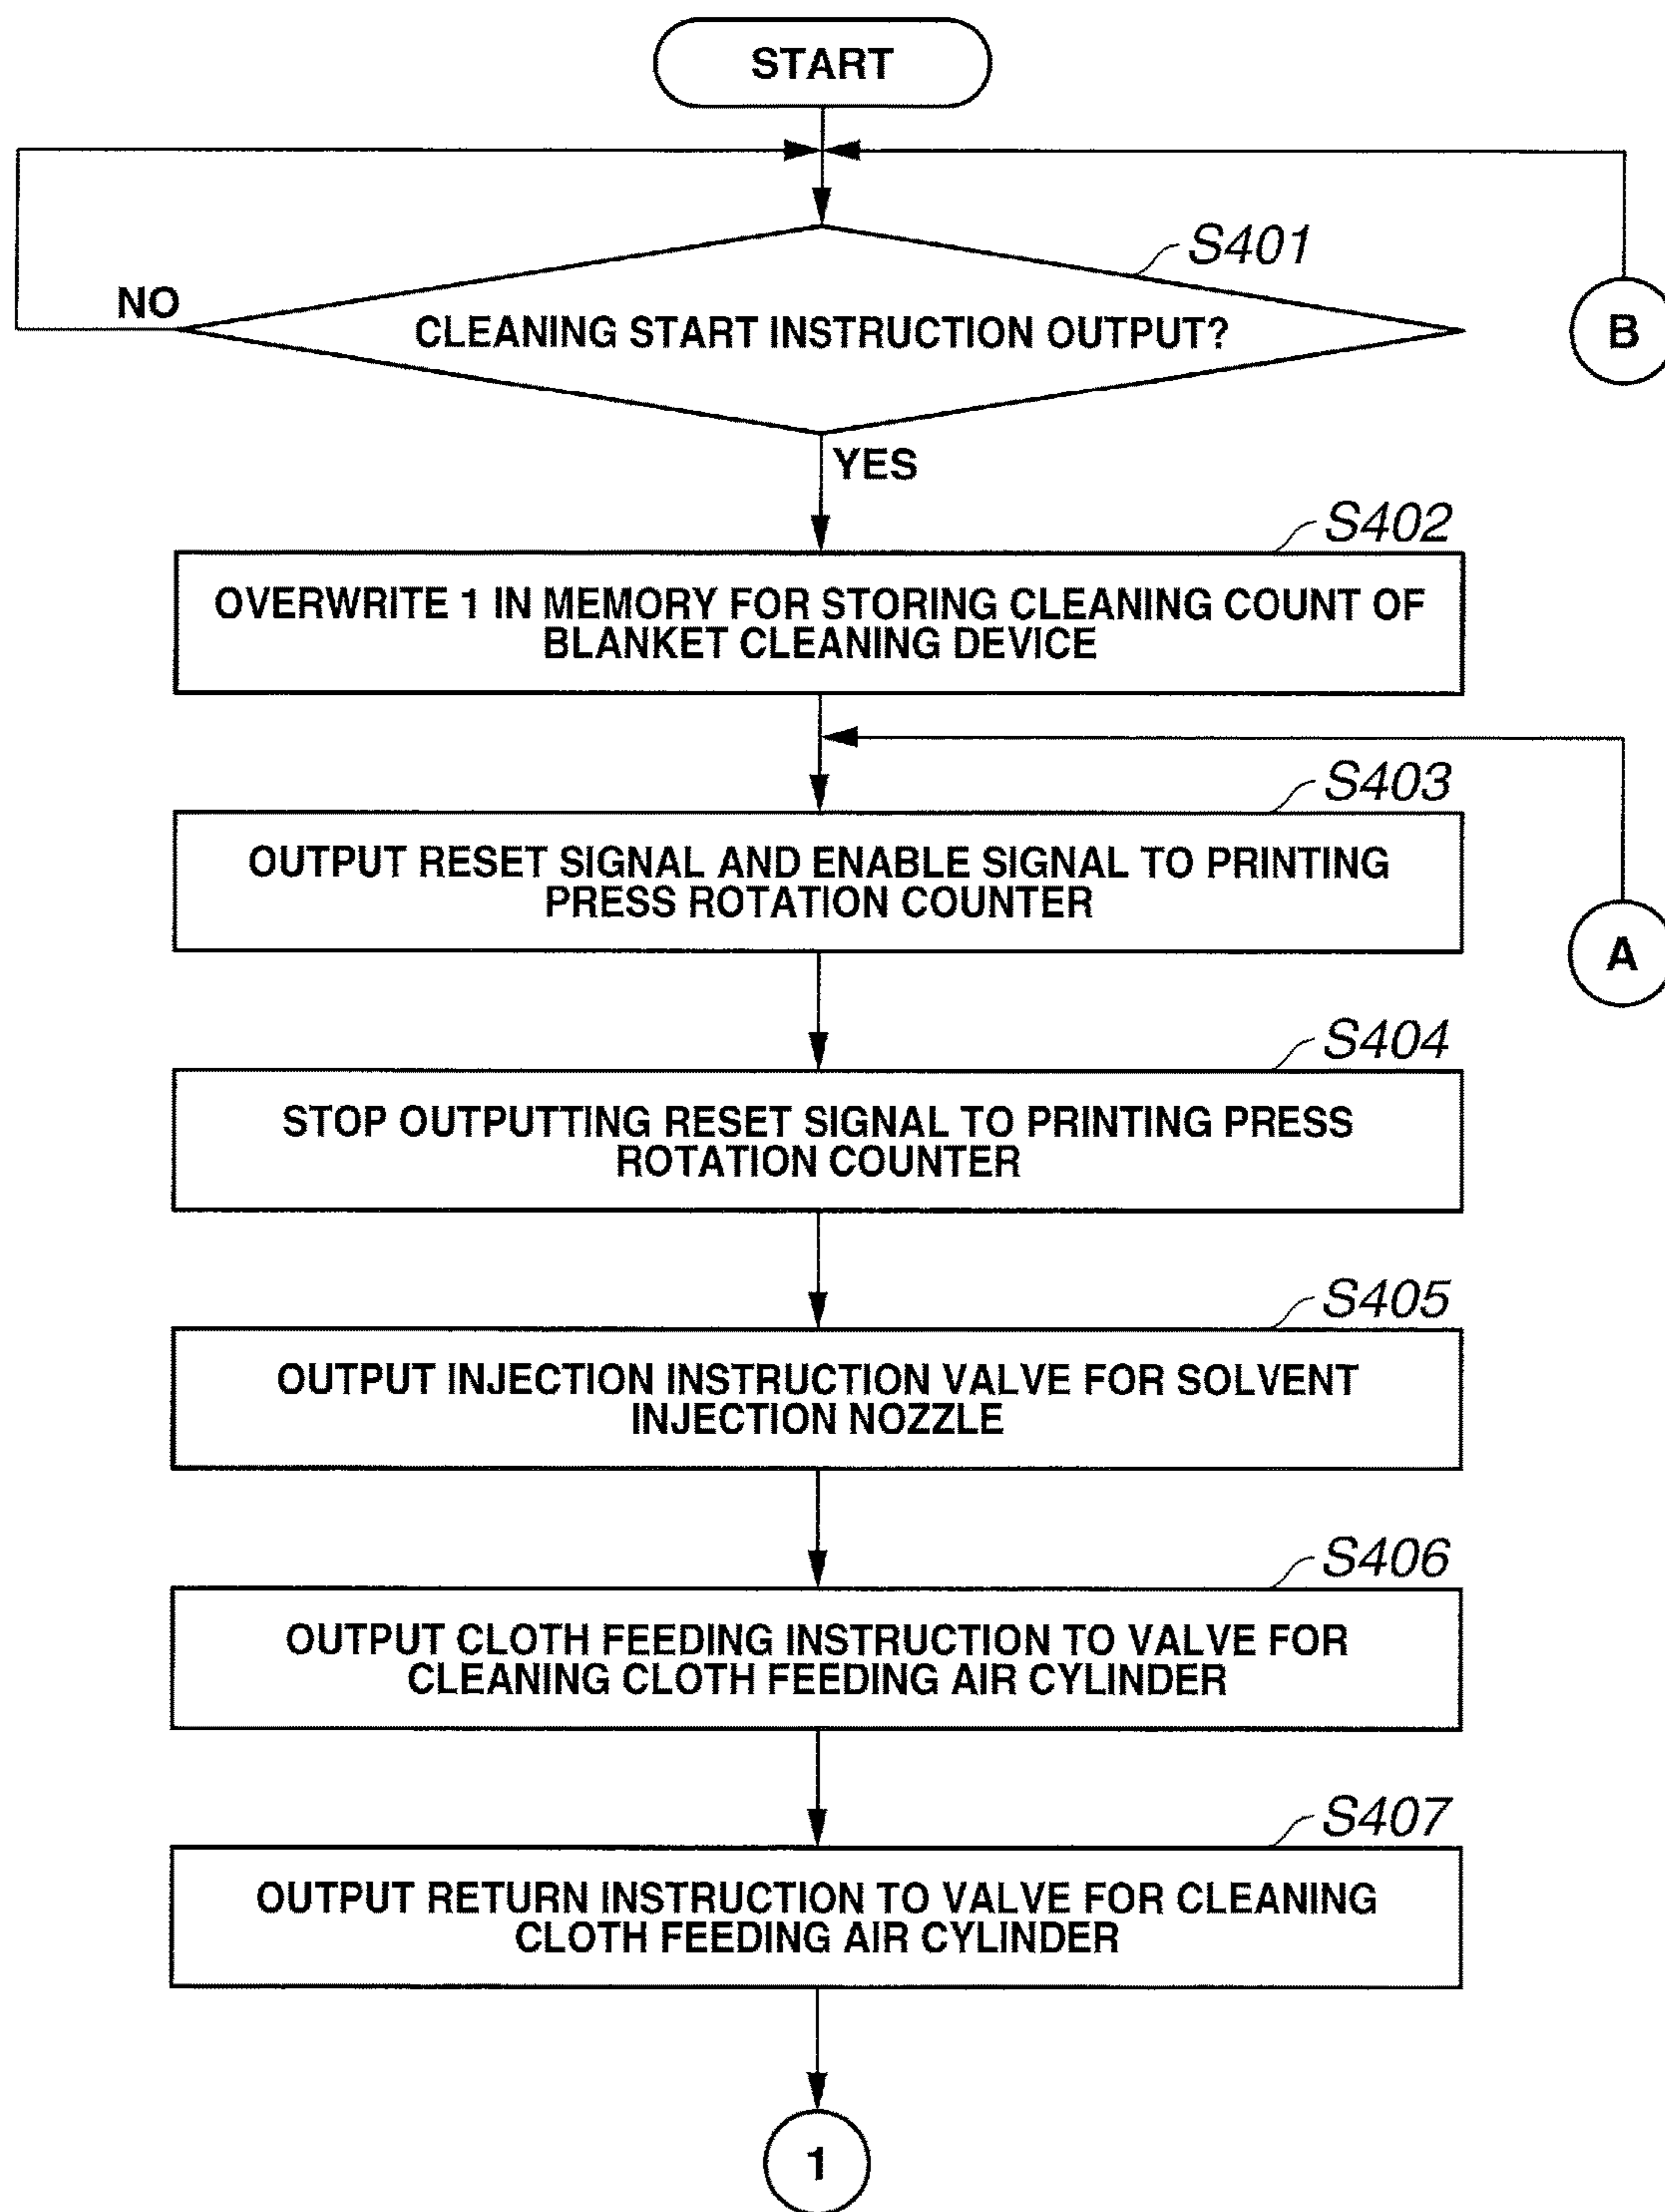 START
S401
NO
CLEANING START INSTRUCTION OUTPUT?
B
YES
S402
OVERWRITE 1 IN MEMORY FOR STORING CLEANING COUNT OF
BLANKET CLEANING DEVICE
S403
OUTPUT RESET SIGNAL AND ENABLE SIGNAL TO PRINTING
PRESS ROTATION COUNTER
A
S404
STOP OUTPUTTING RESET SIGNAL TO PRINTING PRESS
ROTATION COUNTER
S405
OUTPUT INJECTION INSTRUCTION VALVE FOR SOLVENT
INJECTION NOZZLE
S406
OUTPUT CLOTH FEEDING INSTRUCTION TO VALVE FOR
CLEANING CLOTH FEEDING AIR CYLINDER
S407
OUTPUT RETURN INSTRUCTION TO VALVE FOR CLEANING
CLOTH FEEDING AIR CYLINDER
1